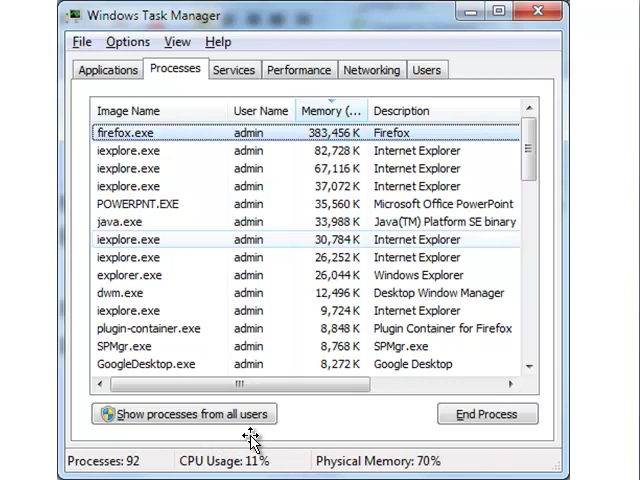 Windows Task Manager
File Options View Help
Applications Processes Services Performance Networking Users
Image Name User Name Memory (... Description
firefox.exe admin 383,456 K Firefox
iexplore.exe admin 82,728 K Internet Explorer
iexplore.exe admin 67,116 K Internet Explorer
iexplore.exe admin 37,072 K Internet Explorer
POWERPNT.EXE admin 35,560 K Microsoft Office PowerPoint
java.exe admin 33,988 K Java(TM) Platform SE binary
iexplore.exe admin 30,784 K Internet Explorer
iexplore.exe admin 26,252 K Internet Explorer
explorer.exe admin 26,044 K Windows Explorer
dwm.exe admin 12,496 K Desktop Window Manager
iexplore.exe admin 9,724 K Internet Explorer
plugin-container.exe admin 8,848 K Plugin Container for Firefox
SPMgr.exe admin 8,768 K SPMgr.exe
GoogleDesktop.exe admin 8,272 K Google Desktop
Show processes from all users End Process
Processes: 92 CPU Usage: 11% Physical Memory: 70%